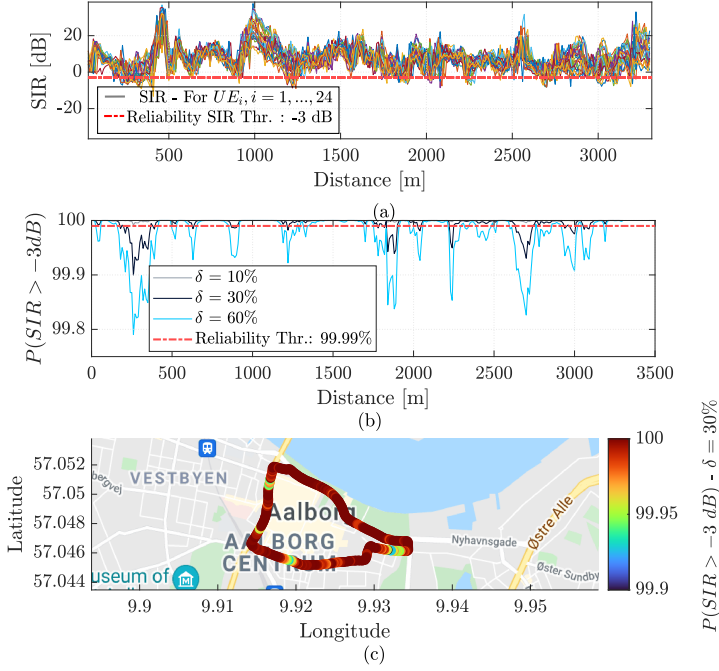 SIR [dB]
20
0
-20
SIR - For UE_i, i = 1, ..., 24
Reliability SIR Thr. : -3 dB
500
1000
1500
2000
2500
3000
Distance [m]
(a)
P(SIR > −3dB)
100
99.9
99.8
δ = 10%
δ = 30%
δ = 60%
Reliability Thr.: 99.99%
0
500
1000
1500
2000
2500
3000
3500
Distance [m]
(b)
Latitude
57.052
57.05
57.048
57.046
57.044
VESTBYEN
Aalborg
AALBORG
CENTRUM
Nyhavnsgade
Østre Alle
Øster Sundby
useum of
9.9
9.91
9.92
9.93
9.94
9.95
Longitude
(c)
100
99.95
99.9
P(SIR > −3 dB) - δ = 30%